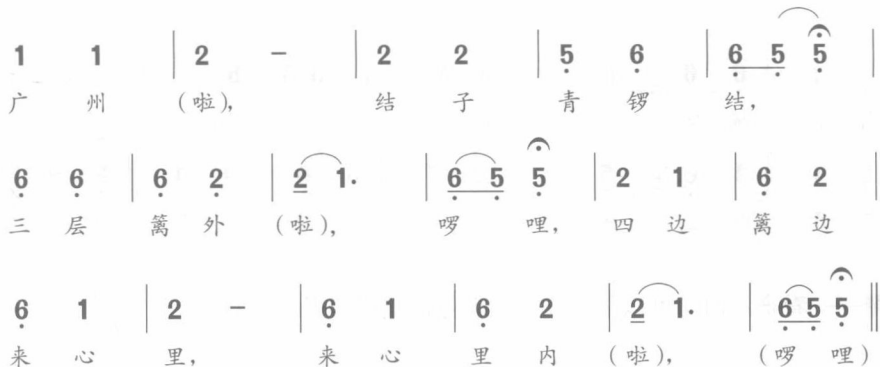 1 1 | 2 - | 2 2 | 5̣ 6̣ | 6̣ 5̣ 5̣ |
广 州 (啦), 结 子 青 锣 结,
6̣ 6̣ | 6̣ 2̣ | 2 1. | 6̣ 5̣ 5̣ | 2 1 | 6̣ 2 |
三 层 篱 外 (啦), 啰 哩, 四 边 篱 边
6̣ 1 | 2 - | 6̣ 1 | 6̣ 2 | 2 1. | 6̣ 5̣ 5̣ ‖
来 心 里, 来 心 里 内 (啦), (啰 哩)